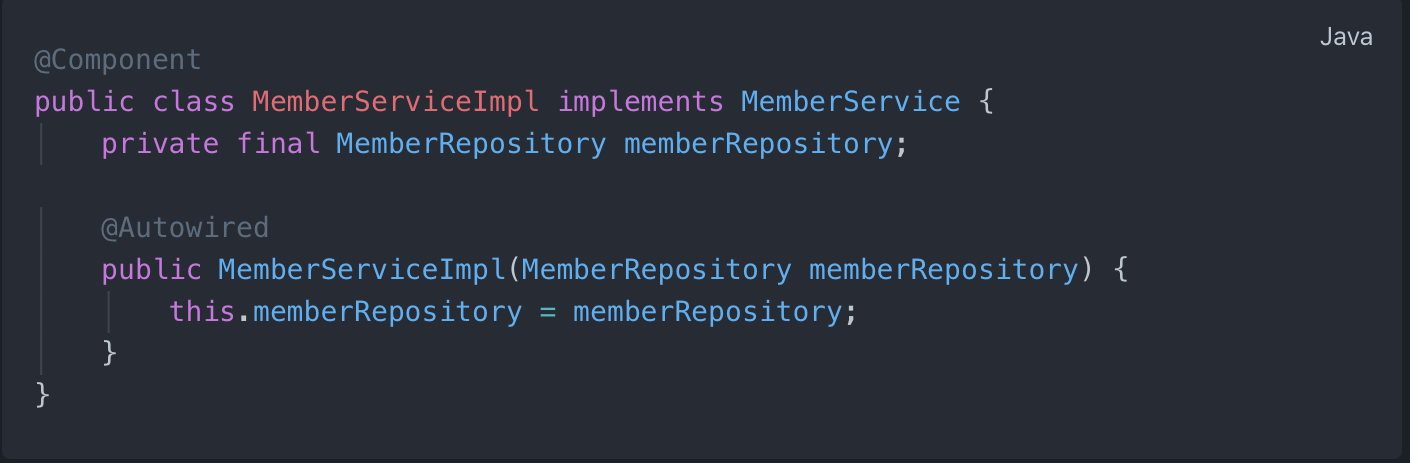 Java
@Component
public class MemberServiceImpl implements MemberService {
    private final MemberRepository memberRepository;
    @Autowired
    public MemberServiceImpl(MemberRepository memberRepository) {
        this.memberRepository = memberRepository;
    }
}